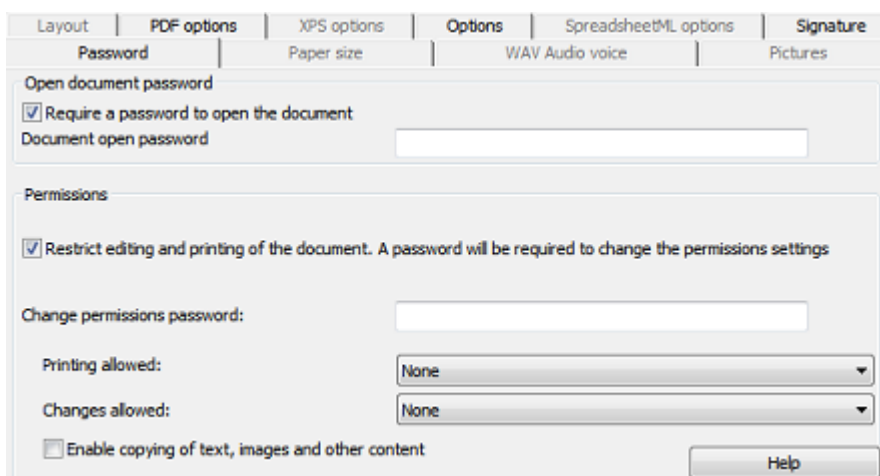 Layout PDF options XPS options Options SpreadsheetML options Signature
Password Paper size WAV Audio voice Pictures
Open document password
Require a password to open the document
Document open password
Permissions
Restrict editing and printing of the document. A password will be required to change the permissions settings
Change permissions password:
Printing allowed: None
Changes allowed: None
Enable copying of text, images and other content
Help